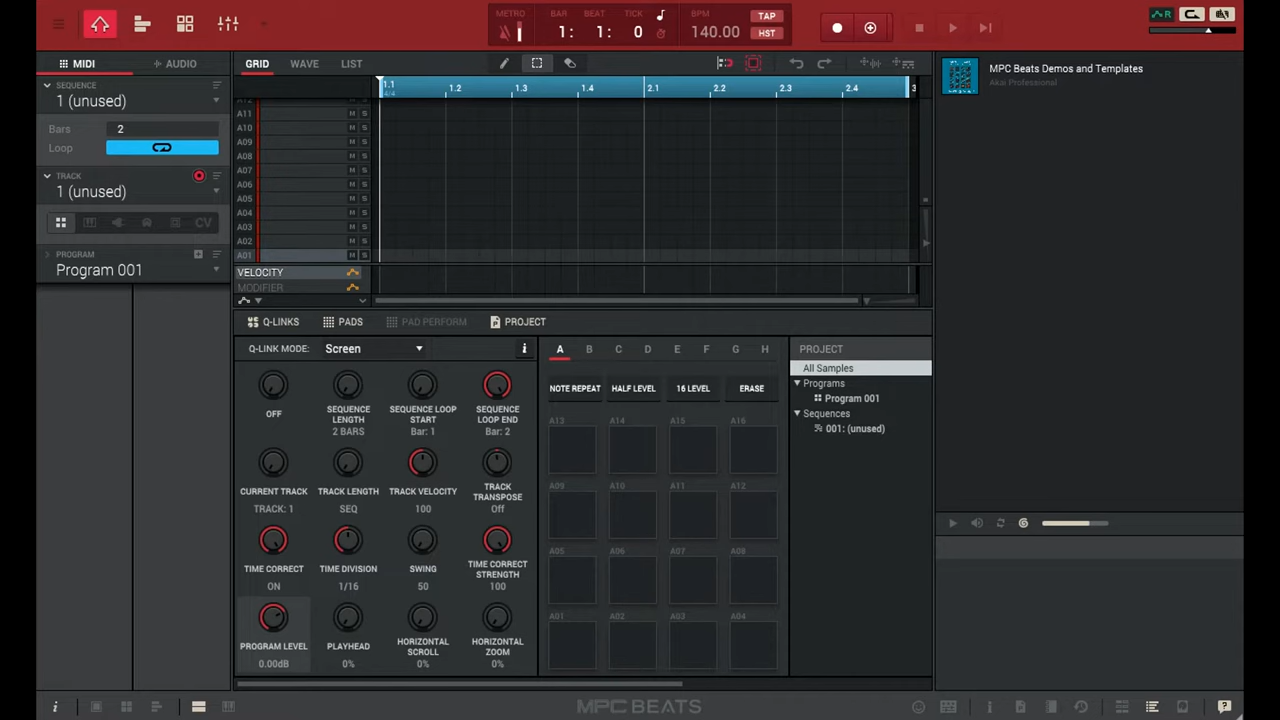 METRO
BAR
BEAT
TICK
1:
1:
0
BPM
140.00
TAP
HST
R
MIDI
AUDIO
SEQUENCE
1 (unused)
Bars
2
Loop
TRACK
1 (unused)
CV
PROGRAM
Program 001
GRID
WAVE
LIST
1.1
4/4
1.2
1.3
1.4
2.1
2.2
2.3
2.4
3
A11 M S
A10 M S
A09 M S
A08 M S
A07 M S
A06 M S
A05 M S
A04 M S
A03 M S
A02 M S
A01 M S
VELOCITY
MODIFIER
MPC Beats Demos and Templates
Akai Professional
Q-LINKS
PADS
PAD PERFORM
PROJECT
Q-LINK MODE:
Screen
OFF
SEQUENCE LENGTH
2 BARS
SEQUENCE LOOP START
Bar: 1
SEQUENCE LOOP END
Bar: 2
CURRENT TRACK
TRACK: 1
TRACK LENGTH
SEQ
TRACK VELOCITY
100
TRACK TRANSPOSE
Off
TIME CORRECT
ON
TIME DIVISION
1/16
SWING
50
TIME CORRECT STRENGTH
100
PROGRAM LEVEL
0.00dB
PLAYHEAD
0%
HORIZONTAL SCROLL
0%
HORIZONTAL ZOOM
0%
A B C D E F G H
NOTE REPEAT
HALF LEVEL
16 LEVEL
ERASE
A13 A14 A15 A16
A09 A10 A11 A12
A05 A06 A07 A08
A01 A02 A03 A04
PROJECT
All Samples
Programs
Program 001
Sequences
001: (unused)
MPC BEATS